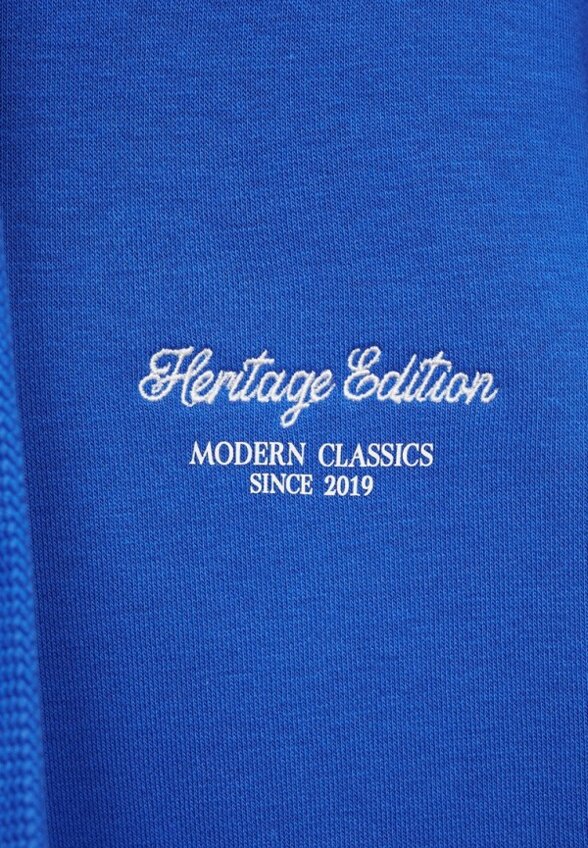 Heritage Edition
MODERN CLASSICS
SINCE 2019